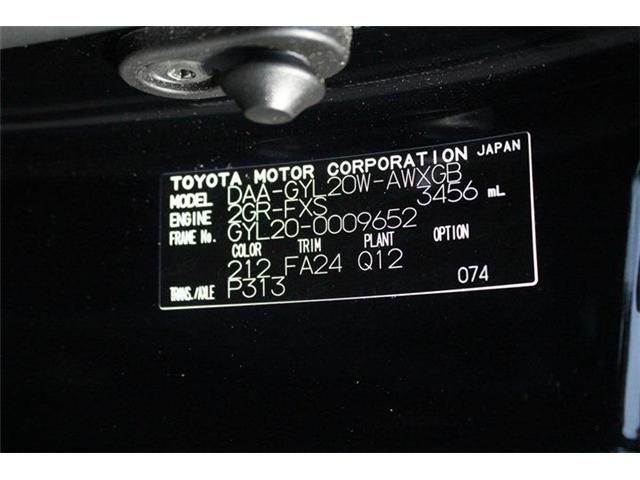 TOYOTA MOTOR CORPORATION JAPAN
MODEL DAA-GYL20W-AWXGB
ENGINE 2GR-FXS 3456 mL
FRAME No. GYL20-0009652
COLOR TRIM PLANT OPTION
212 FA24 Q12
TRANS./AXLE P313 074